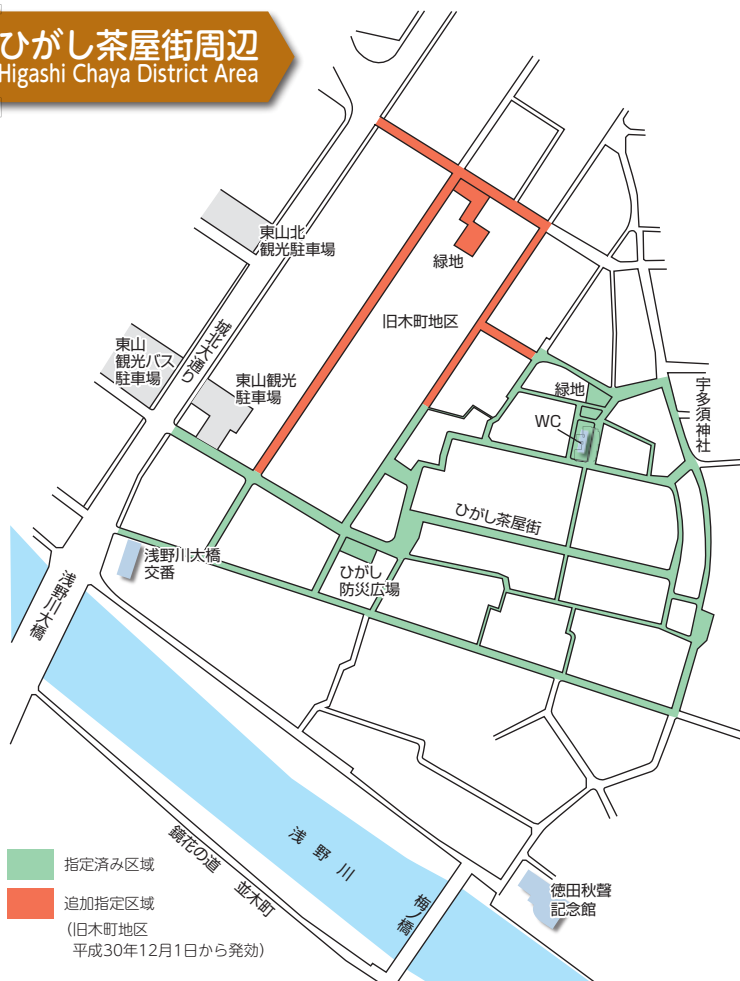 ひがし茶屋街周辺
Higashi Chaya District Area
東山北
観光駐車場
緑地
旧木町地区
城北大通り
東山
観光バス
駐車場
東山観光
駐車場
緑地
宇多須神社
WC
ひがし茶屋街
浅野川大橋
交番
ひがし
防災広場
浅野川大橋
浅野川
鏡花の道
並木町
梅ノ橋
徳田秋聲
記念館
指定済み区域
追加指定区域
(旧木町地区
平成30年12月1日から発効)